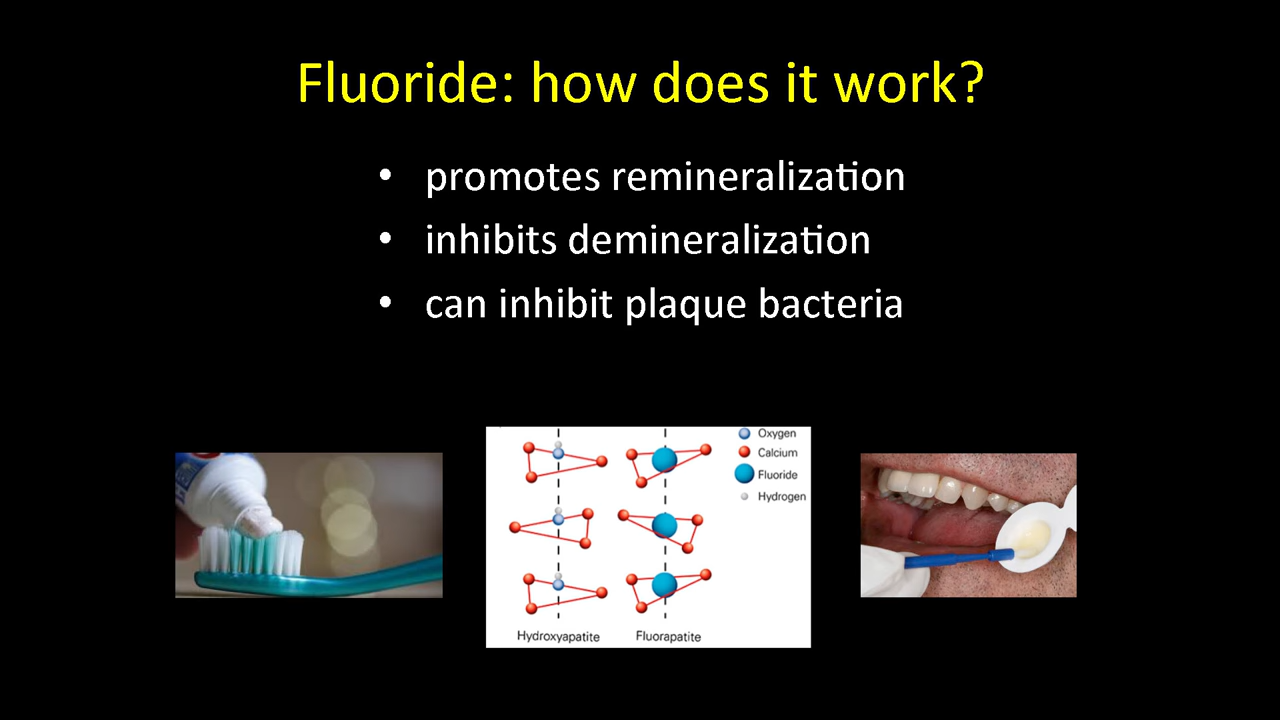 Fluoride: how does it work?
• promotes remineralization
• inhibits demineralization
• can inhibit plaque bacteria
Oxygen
Calcium
Fluoride
Hydrogen
Hydroxyapatite
Fluorapatite